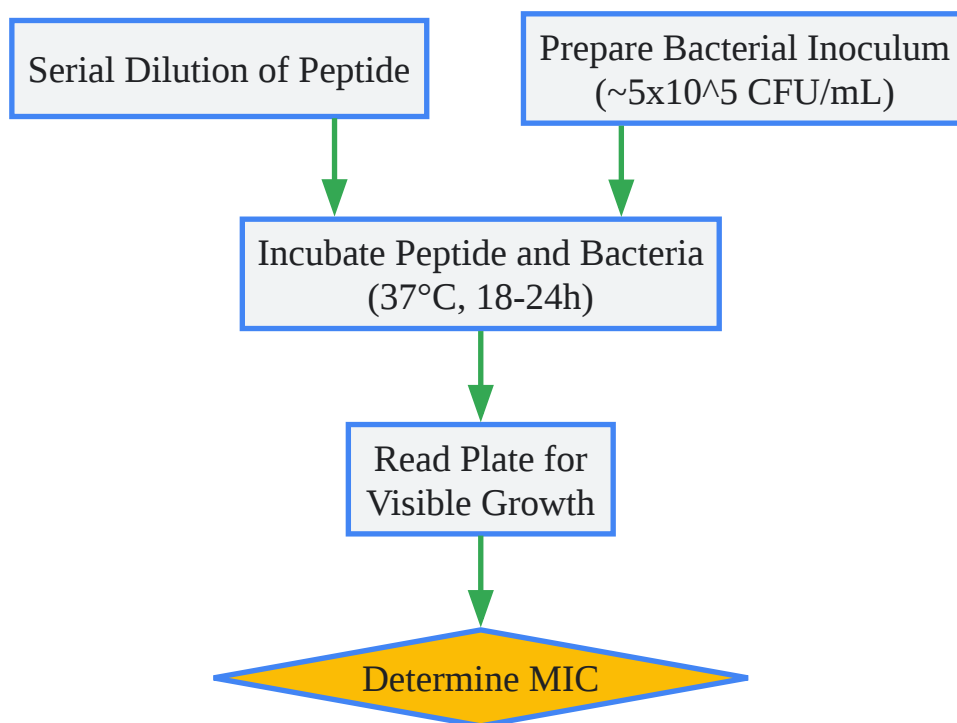 Serial Dilution of Peptide
Prepare Bacterial Inoculum
(~5x10^5 CFU/mL)
Incubate Peptide and Bacteria
(37°C, 18-24h)
Read Plate for
Visible Growth
Determine MIC